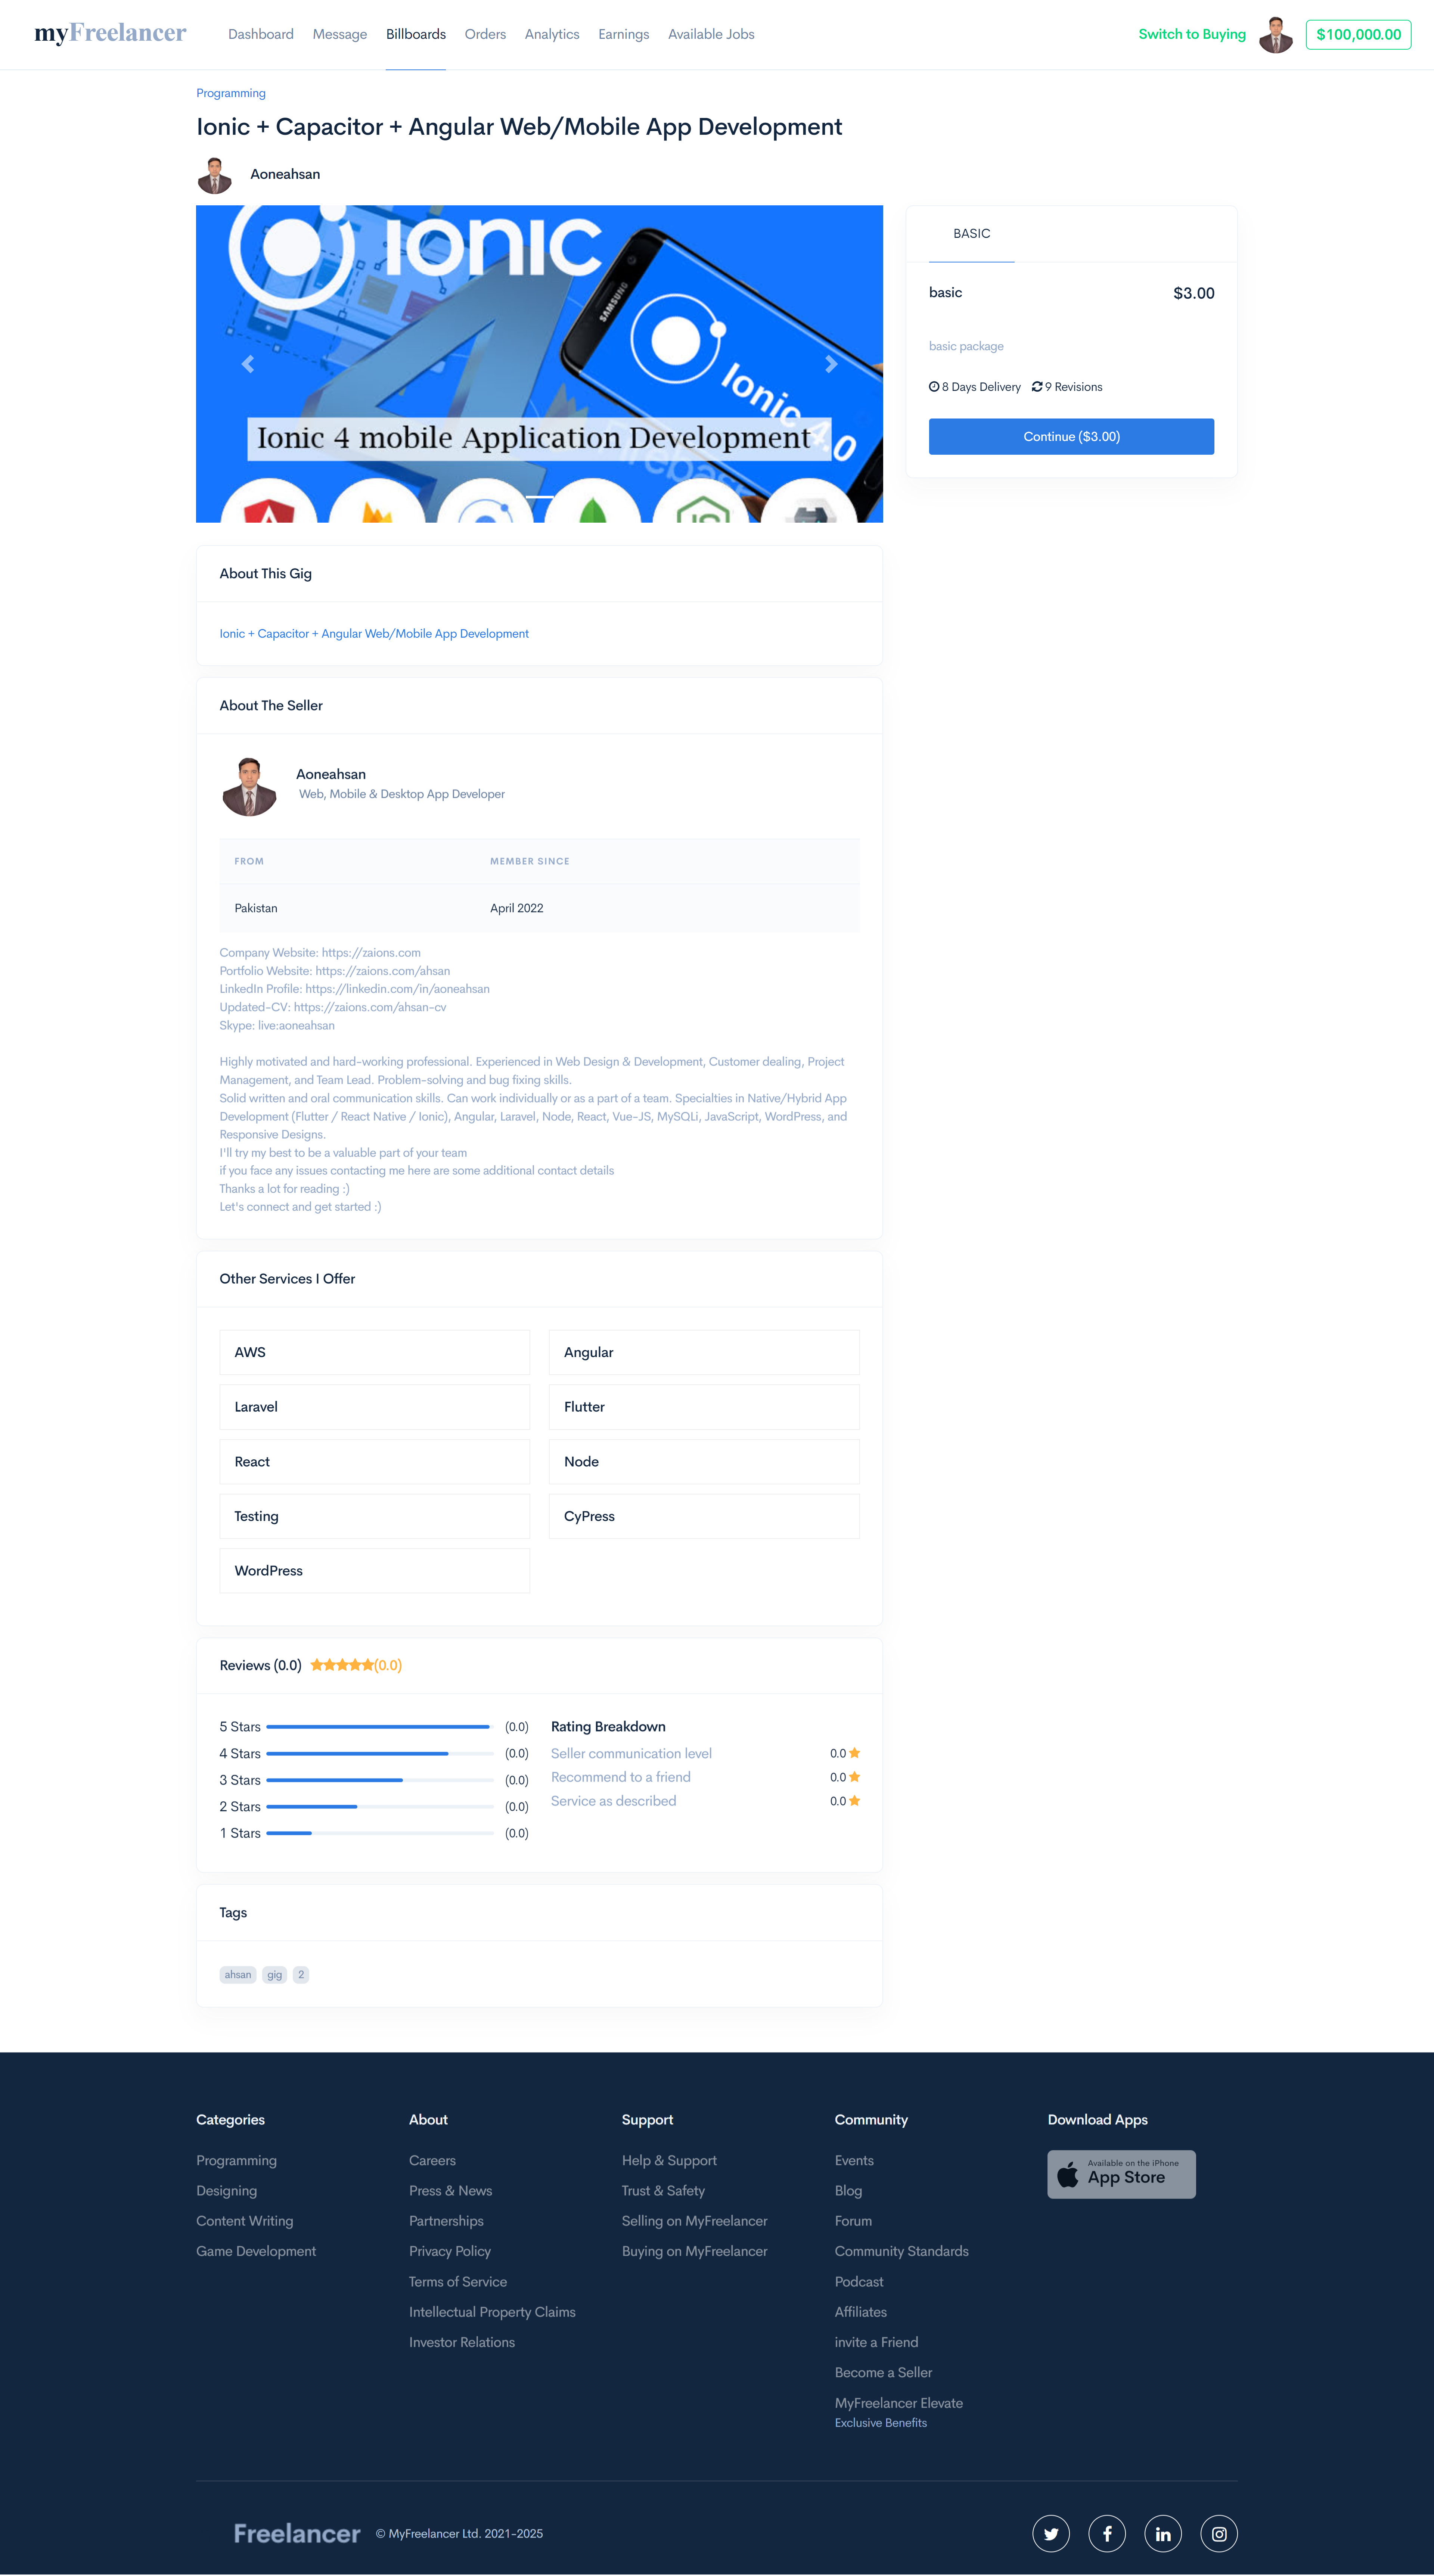 myFreelancer
Dashboard
Message
Billboards
Orders
Analytics
Earnings
Available Jobs
Switch to Buying
$100,000.00
Programming
Ionic + Capacitor + Angular Web/Mobile App Development
Aoneahsan
ionic
SAMSUNG
Ionic 4.0
Ionic 4 mobile Application Development
Firebase
BASIC
basic
$3.00
basic package
8 Days Delivery
9 Revisions
Continue ($3.00)
About This Gig
Ionic + Capacitor + Angular Web/Mobile App Development
About The Seller
Aoneahsan
Web, Mobile & Desktop App Developer
FROM
MEMBER SINCE
Pakistan
April 2022
Company Website: https://zaions.com
Portfolio Website: https://zaions.com/ahsan
LinkedIn Profile: https://linkedin.com/in/aoneahsan
Updated-CV: https://zaions.com/ahsan-cv
Skype: live:aoneahsan
Highly motivated and hard-working professional. Experienced in Web Design & Development, Customer dealing, Project
Management, and Team Lead. Problem-solving and bug fixing skills.
Solid written and oral communication skills. Can work individually or as a part of a team. Specialties in Native/Hybrid App
Development (Flutter / React Native / Ionic), Angular, Laravel, Node, React, Vue-JS, MySQLi, JavaScript, WordPress, and
Responsive Designs.
I'll try my best to be a valuable part of your team
if you face any issues contacting me here are some additional contact details
Thanks a lot for reading :)
Let's connect and get started :)
Other Services I Offer
AWS
Angular
Laravel
Flutter
React
Node
Testing
CyPress
WordPress
Reviews (0.0) (0.0)
5 Stars (0.0)
4 Stars (0.0)
3 Stars (0.0)
2 Stars (0.0)
1 Stars (0.0)
Rating Breakdown
Seller communication level 0.0
Recommend to a friend 0.0
Service as described 0.0
Tags
ahsan
gig
2
Categories
Programming
Designing
Content Writing
Game Development
About
Careers
Press & News
Partnerships
Privacy Policy
Terms of Service
Intellectual Property Claims
Investor Relations
Support
Help & Support
Trust & Safety
Selling on MyFreelancer
Buying on MyFreelancer
Community
Events
Blog
Forum
Community Standards
Podcast
Affiliates
invite a Friend
Become a Seller
MyFreelancer Elevate
Exclusive Benefits
Download Apps
Available on the iPhone
App Store
Freelancer
© MyFreelancer Ltd. 2021-2025